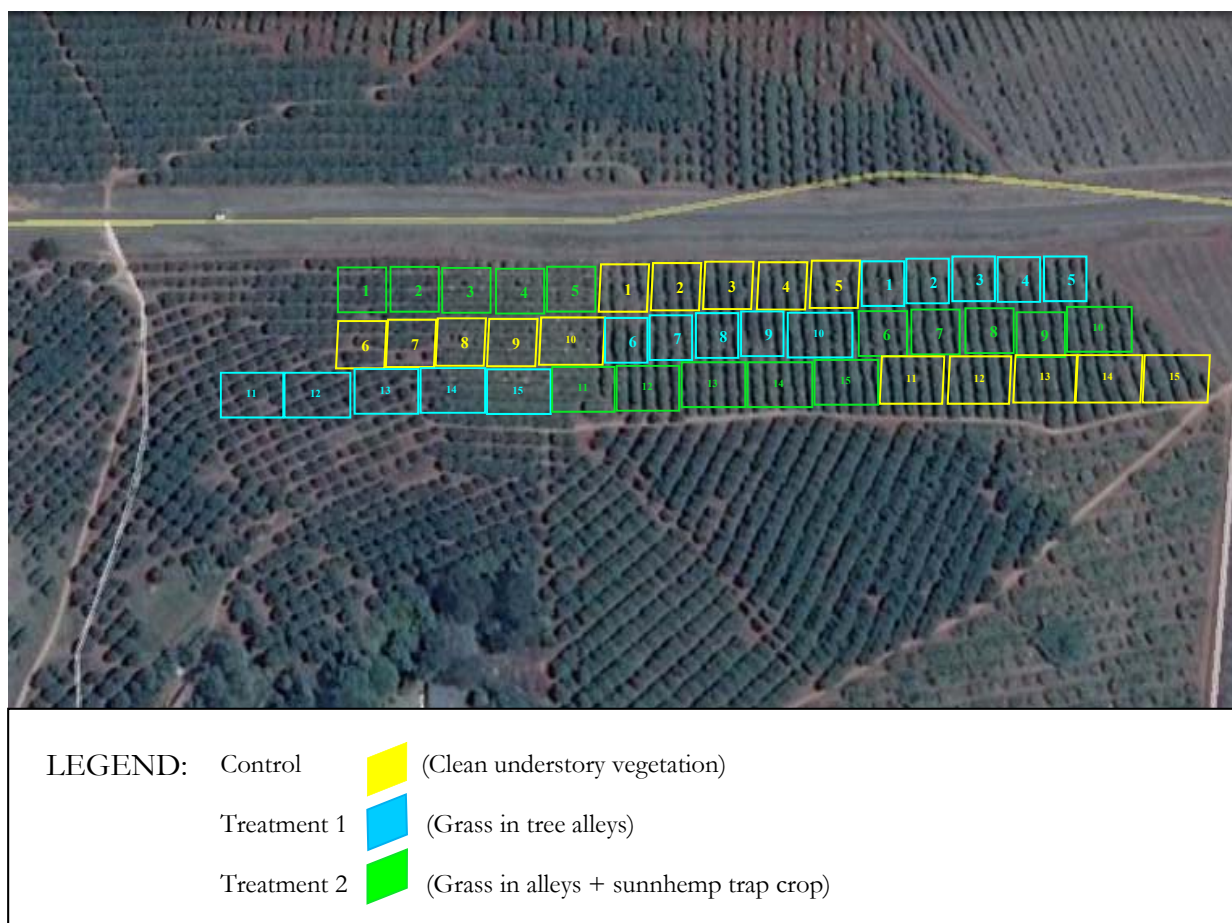 1 2 3 4 5 1 2 3 4 5 1 2 3 4 5
6 7 8 9 10 6 7 8 9 10 6 7 8 9 10
11 12 13 14 15 11 12 13 14 15 11 12 13 14 15
LEGEND: Control (Clean understory vegetation)
Treatment 1 (Grass in tree alleys)
Treatment 2 (Grass in alleys + sunnhemp trap crop)